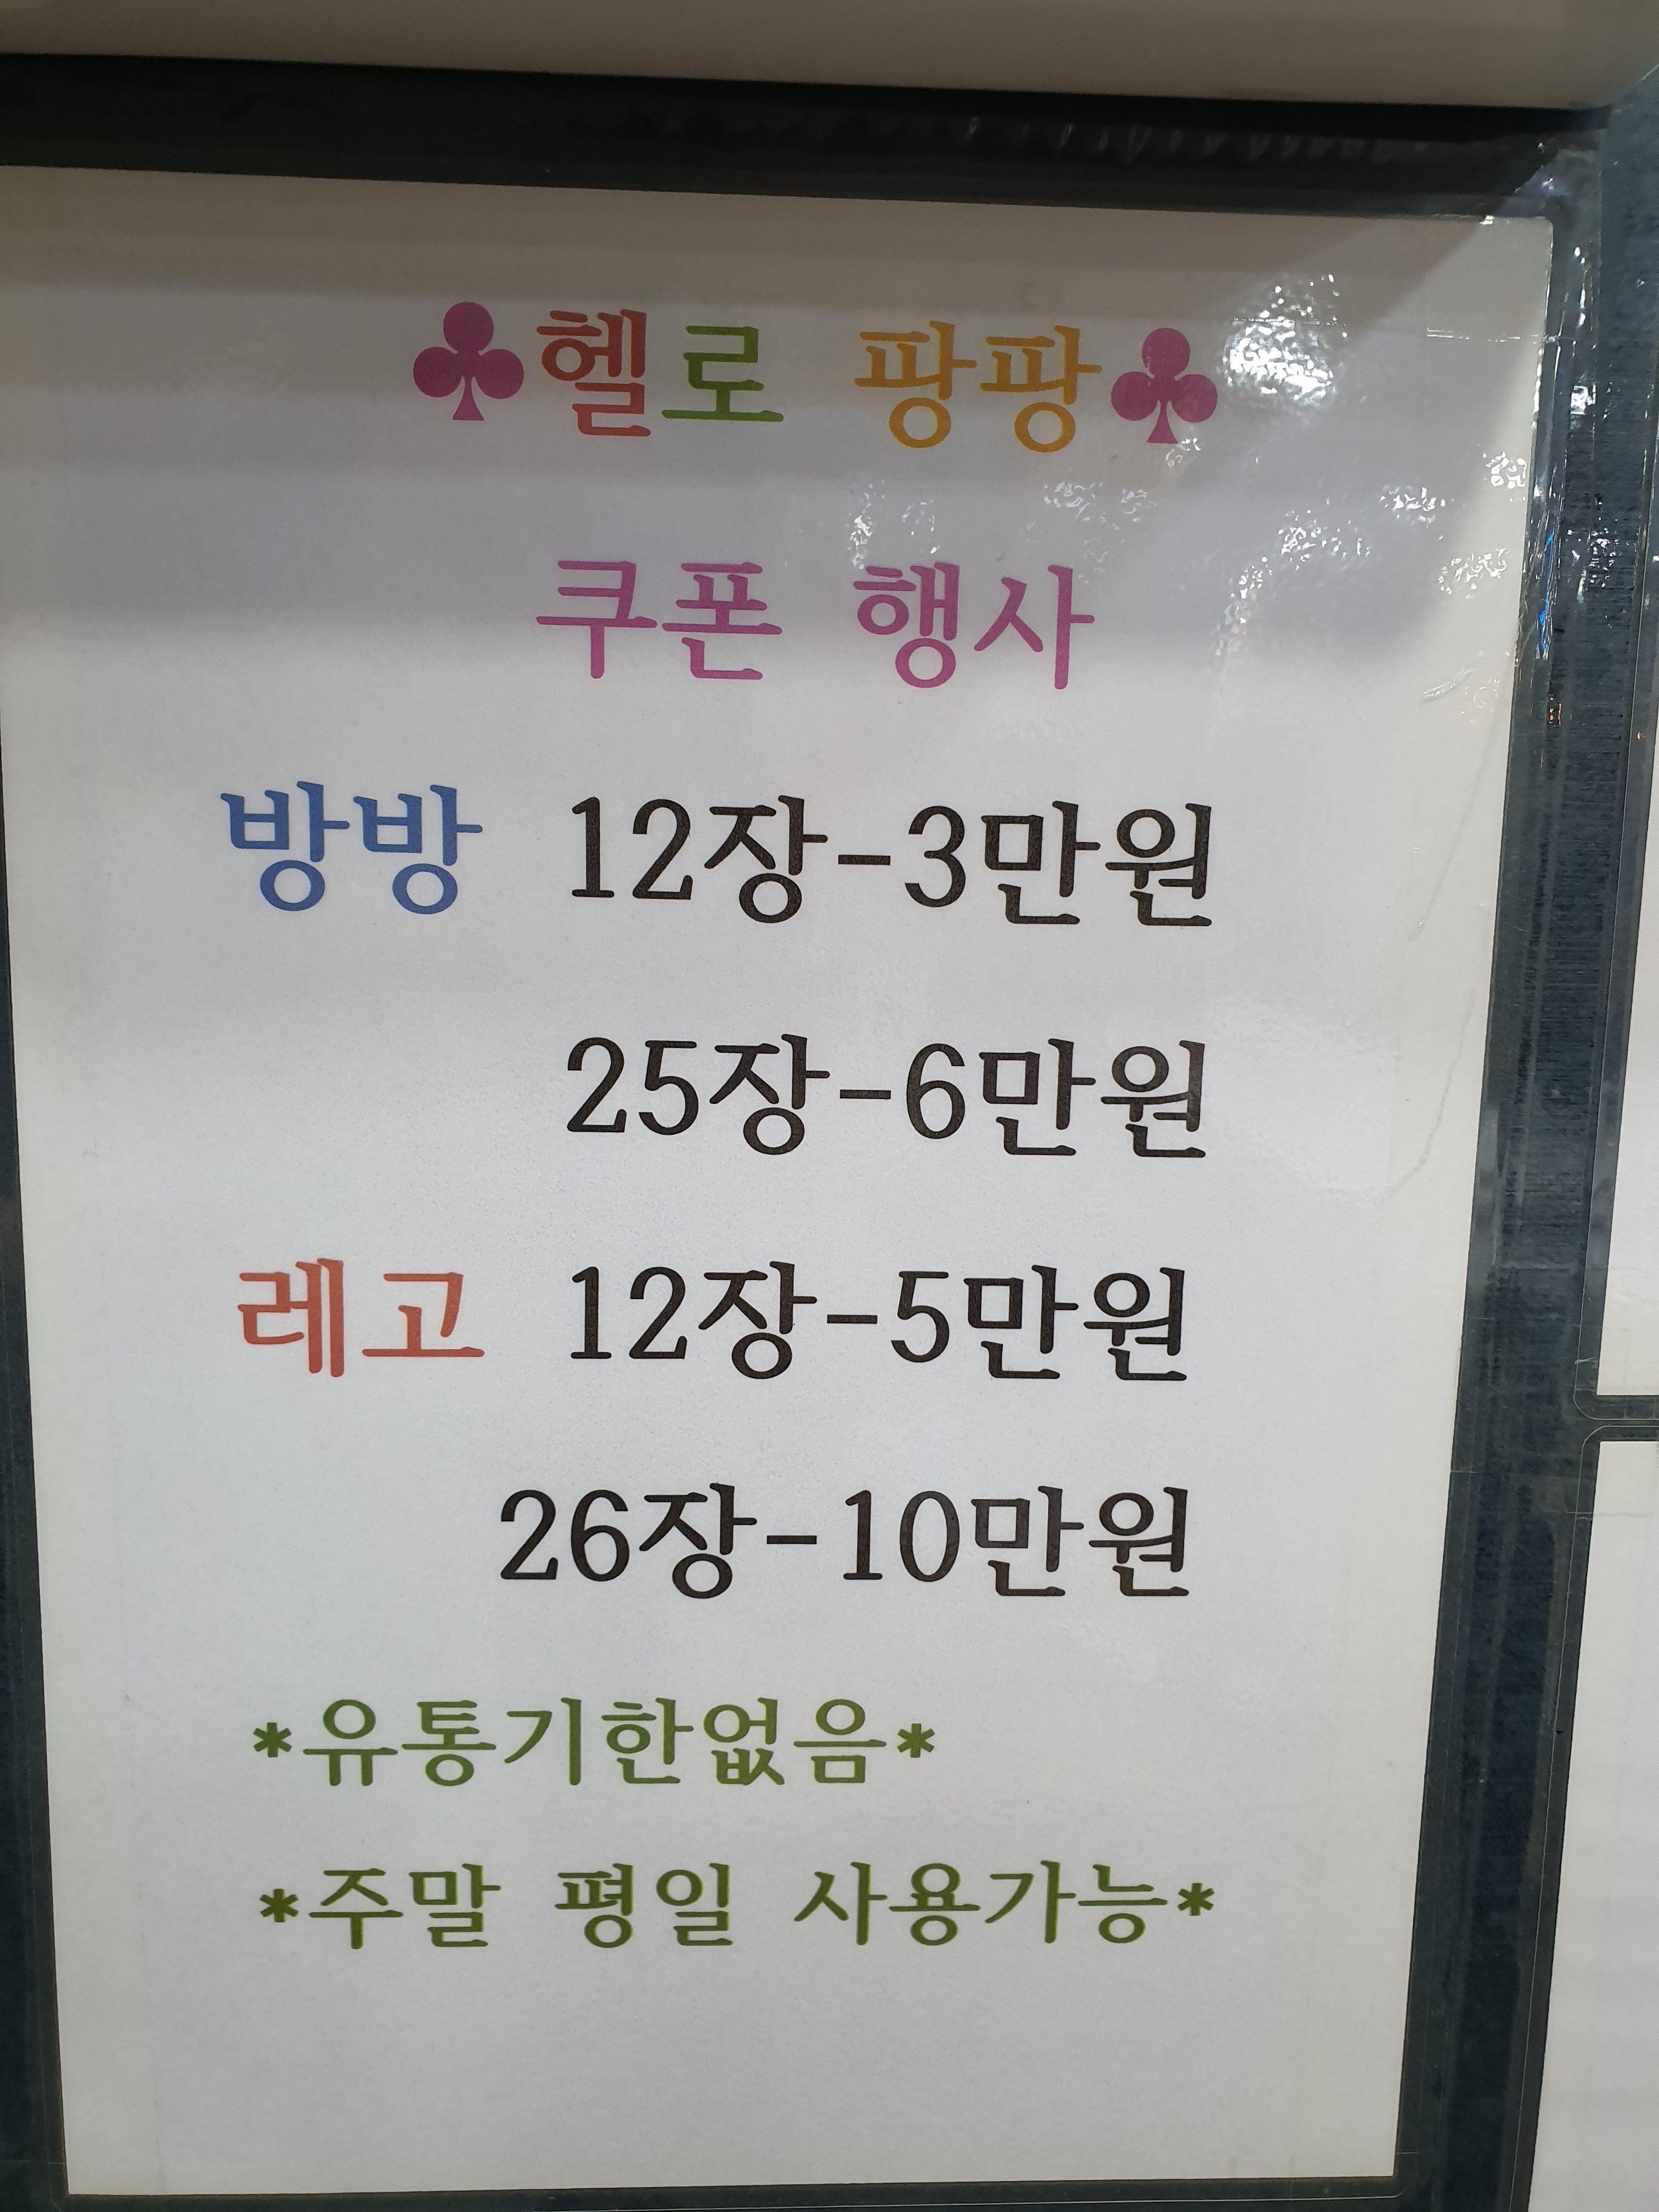 ♣헬로 팡팡♣
쿠폰 행사
방방 12장-3만원
25장-6만원
레고 12장-5만원
26장-10만원
*유통기한없음*
*주말 평일 사용가능*